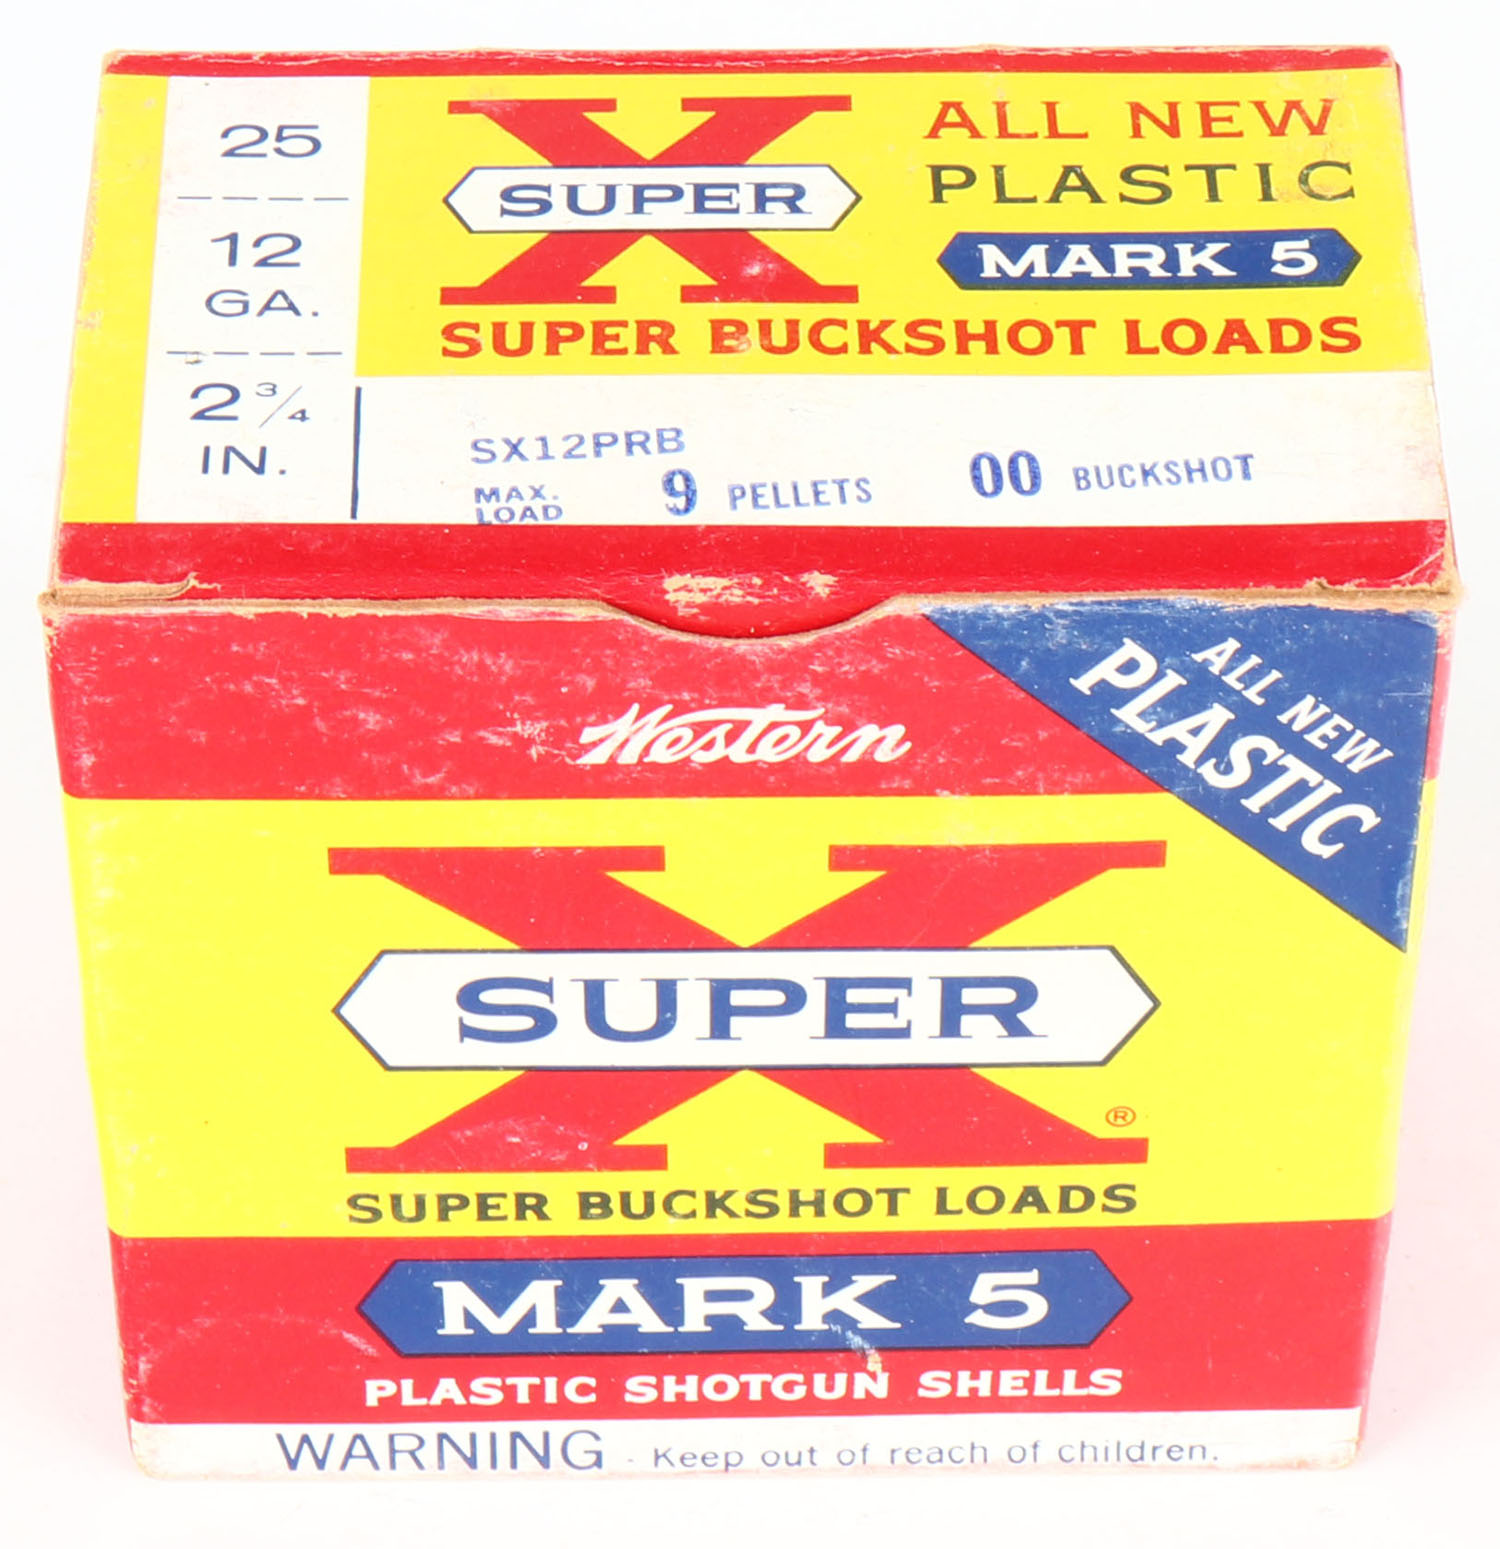 25
12
GA.
2 3/4
IN.
X
SUPER
ALL NEW
PLASTIC
MARK 5
SUPER BUCKSHOT LOADS
SX12PRB
MAX.
LOAD
9 PELLETS 00 BUCKSHOT
Western
ALL NEW
PLASTIC
X
SUPER
®
SUPER BUCKSHOT LOADS
MARK 5
PLASTIC SHOTGUN SHELLS
WARNING - Keep out of reach of children.